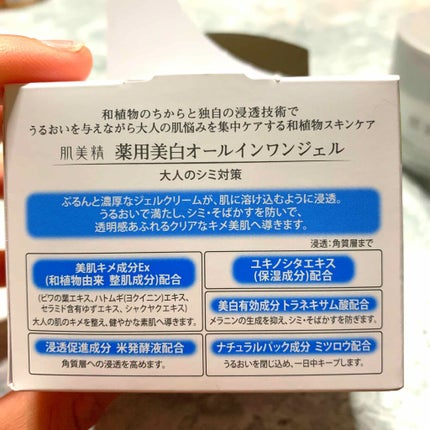 和植物のちからと独自の浸透技術で
うるおいを与えながら大人の肌悩みを集中ケアする和植物スキンケア
肌美精 薬用美白オールインワンジェル
大人のシミ対策
ぷるんと濃厚なジェルクリームが、肌に溶け込むように浸透。
うるおいで満たし、シミ・そばかすを防いで、
透明感あふれるクリアなキメ美肌へ導きます。
浸透:角質層まで
美肌キメ成分Ex
(和植物由来 整肌成分)配合
(ビワの葉エキス、ハトムギ(ヨクイニン)エキス、
セラミド含有ゆずエキス、シャクヤクエキス)
大人の肌のキメを整え、健やかな素肌へ導きます。
浸透促進成分 米発酵液配合
角質層への浸透を高めます。
ユキノシタエキス
(保湿成分)配合
美白有効成分 トラネキサム酸配合
メラニンの生成を抑え、シミ・そばかすを防ぎます。
ナチュラルパック成分 ミツロウ配合
うるおいを閉じ込め、一日中キープします。